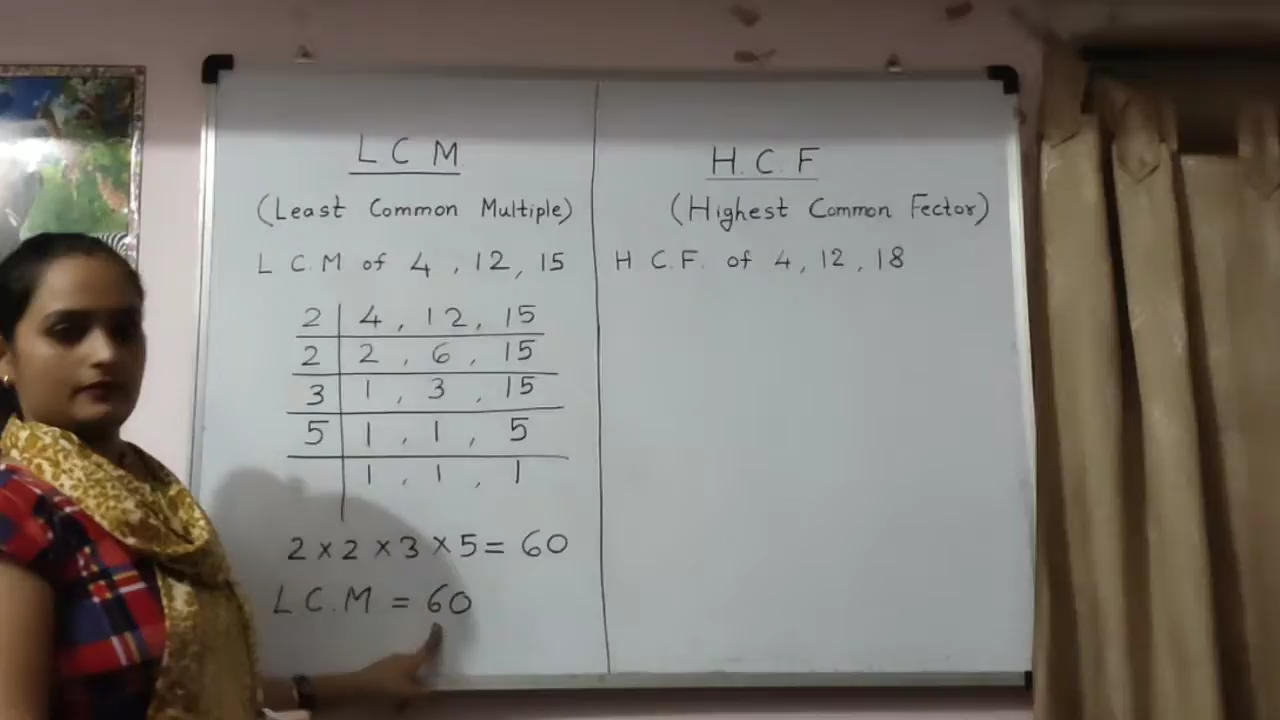 L C M
(Least Common Multiple)
L C.M of 4, 12, 15
2 | 4, 12, 15
2 | 2, 6, 15
3 | 1, 3, 15
5 | 1, 1, 5
| 1, 1, 1
2 × 2 × 3 × 5 = 60
L C.M = 60
H.C.F
(Highest Common Fector)
H C.F. of 4, 12, 18